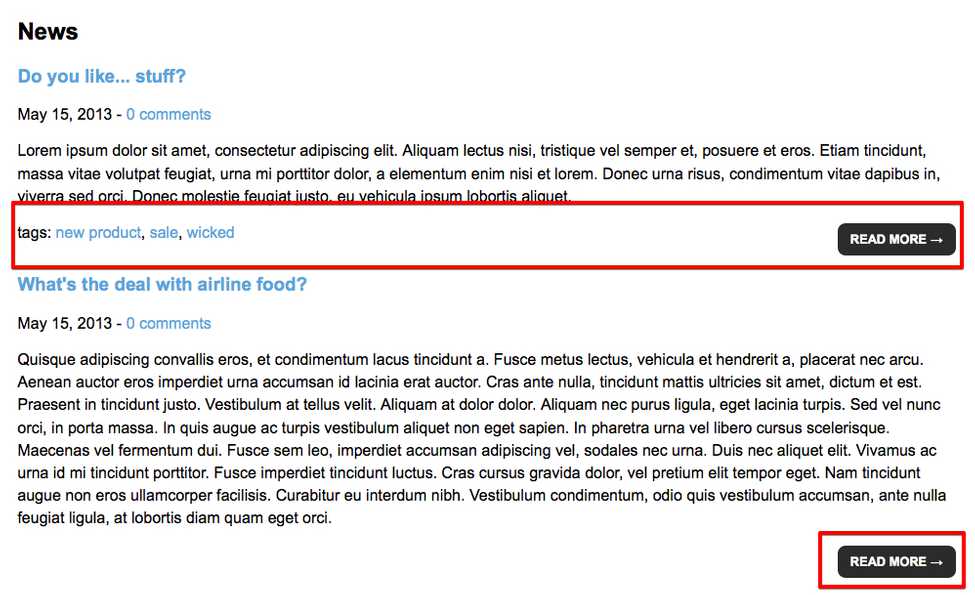 News
Do you like... stuff?
May 15, 2013 - 0 comments
Lorem ipsum dolor sit amet, consectetur adipiscing elit. Aliquam lectus nisi, tristique vel semper et, posuere et eros. Etiam tincidunt,
massa vitae volutpat feugiat, urna mi porttitor dolor, a elementum enim nisi et lorem. Donec urna risus, condimentum vitae dapibus in,
viverra sed orci. Donec molestie feugiat justo, eu vehicula ipsum lobortis aliquet.
tags: new product, sale, wicked READ MORE →
What's the deal with airline food?
May 15, 2013 - 0 comments
Quisque adipiscing convallis eros, et condimentum lacus tincidunt a. Fusce metus lectus, vehicula et hendrerit a, placerat nec arcu.
Aenean auctor eros imperdiet urna accumsan id lacinia erat auctor. Cras ante nulla, tincidunt mattis ultricies sit amet, dictum et est.
Praesent in tincidunt justo. Vestibulum at tellus velit. Aliquam at dolor dolor. Aliquam nec purus ligula, eget lacinia turpis. Sed vel nunc
orci, in porta massa. In quis augue ac turpis vestibulum aliquet non eget sapien. In pharetra urna vel libero cursus scelerisque.
Maecenas vel fermentum dui. Fusce sem leo, imperdiet accumsan adipiscing vel, sodales nec urna. Duis nec aliquet elit. Vivamus ac
urna id mi tincidunt porttitor. Fusce imperdiet tincidunt luctus. Cras cursus gravida dolor, vel pretium elit tempor eget. Nam tincidunt
augue non eros ullamcorper facilisis. Curabitur eu interdum nibh. Vestibulum condimentum, odio quis vestibulum accumsan, ante nulla
feugiat ligula, at lobortis diam quam eget orci.
READ MORE →